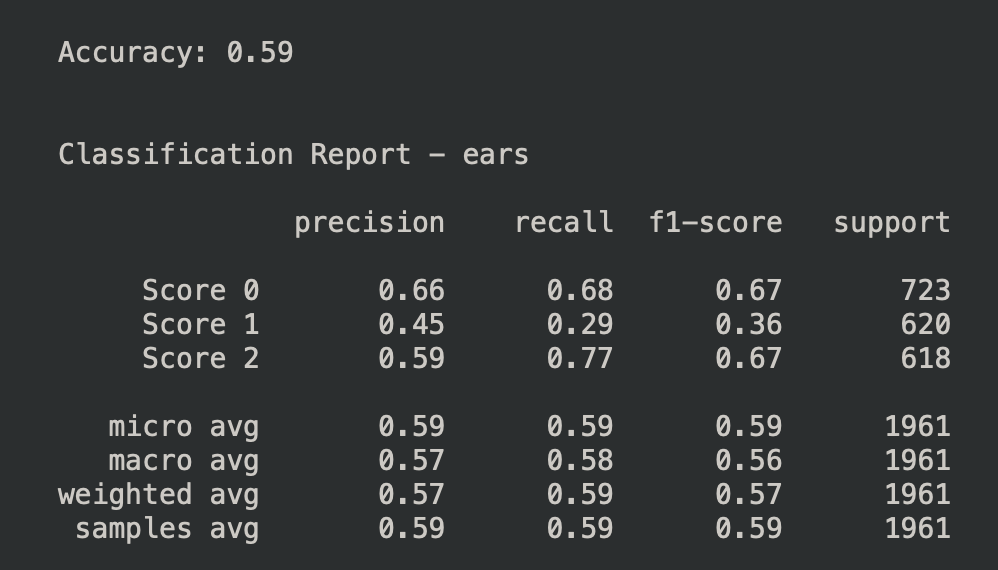 Accuracy: 0.59
Classification Report – ears
precision recall f1–score support
Score 0 0.66 0.68 0.67 723
Score 1 0.45 0.29 0.36 620
Score 2 0.59 0.77 0.67 618
micro avg 0.59 0.59 0.59 1961
macro avg 0.57 0.58 0.56 1961
weighted avg 0.57 0.59 0.57 1961
samples avg 0.59 0.59 0.59 1961